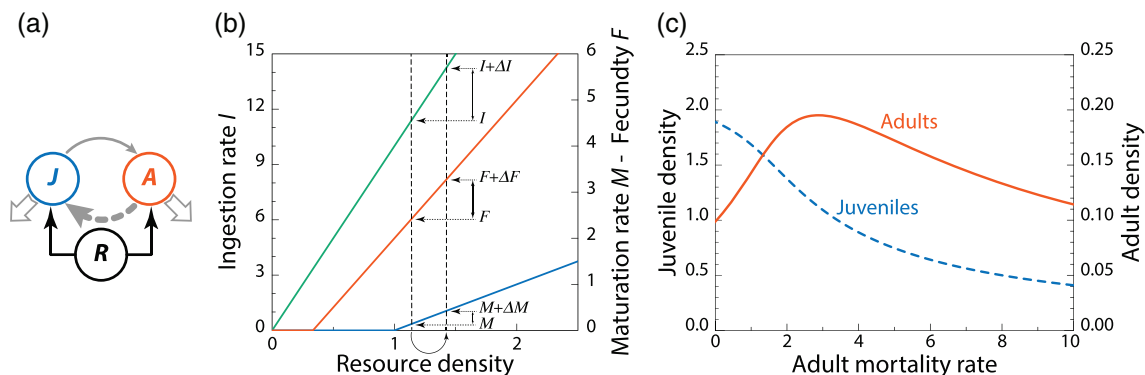 (a)
J
A
R
(b)
Ingestion rate I
15
12
9
6
3
0
0
1
2
Resource density
6
5
4
3
2
1
0
Maturation rate M - Fecundty F
I+ΔI
I
F+ΔF
F
M+ΔM
M
(c)
Juvenile density
2.5
2.0
1.5
1.0
0.5
0.0
0
2
4
6
8
10
Adult mortality rate
0.25
0.20
0.15
0.10
0.05
0.00
Adult density
Adults
Juveniles